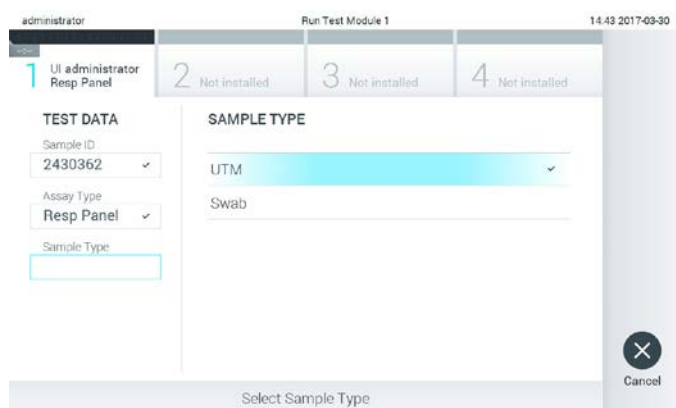 administrator
Run Test Module 1
14:43 2017-03-30
1 UI administrator
Resp Panel
2 Not installed
3 Not installed
4 Not installed
TEST DATA
Sample ID
2430362
Assay Type
Resp Panel
Sample Type
SAMPLE TYPE
UTM
Swab
Cancel
Select Sample Type